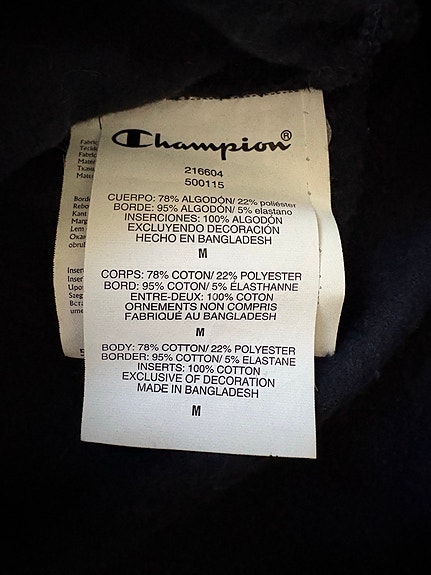 Champion®
216604
500115
CUERPO: 78% ALGODÓN/ 22% poliéster
BORDE: 95% ALGODÓN/ 5% elastano
INSERCIONES: 100% ALGODÓN
EXCLUYENDO DECORACIÓN
HECHO EN BANGLADESH
M
CORPS: 78% COTON/ 22% POLYESTER
BORD: 95% COTON/ 5% ÉLASTHANNE
ENTRE-DEUX: 100% COTON
ORNEMENTS NON COMPRIS
FABRIQUÉ AU BANGLADESH
M
BODY: 78% COTTON/ 22% POLYESTER
BORDER: 95% COTTON/ 5% ELASTANE
INSERTS: 100% COTTON
EXCLUSIVE OF DECORATION
MADE IN BANGLADESH
M